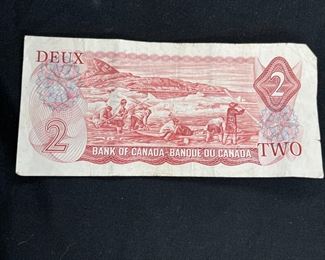 DEUX
2
2
BANK OF CANADA - BANQUE DU CANADA
TWO